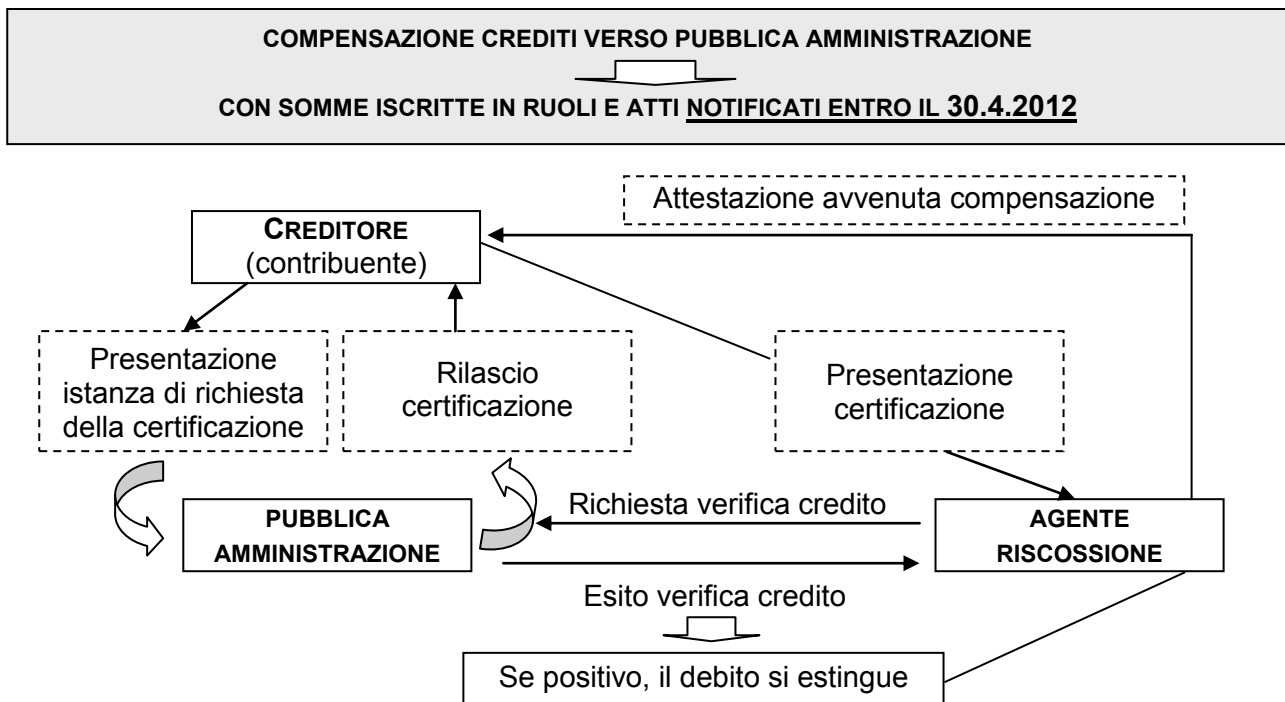 COMPENSAZIONE CREDITI VERSO PUBBLICA AMMINISTRAZIONE
CON SOMME ISCRITTE IN RUOLI E ATTI NOTIFICATI ENTRO IL 30.4.2012
Attestazione avvenuta compensazione
CREDITORE
(contribuente)
Presentazione
istanza di richiesta
della certificazione
Rilascio
certificazione
Presentazione
certificazione
PUBBLICA
AMMINISTRAZIONE
Richiesta verifica credito
AGENTE
RISCOSSIONE
Esito verifica credito
Se positivo, il debito si estingue